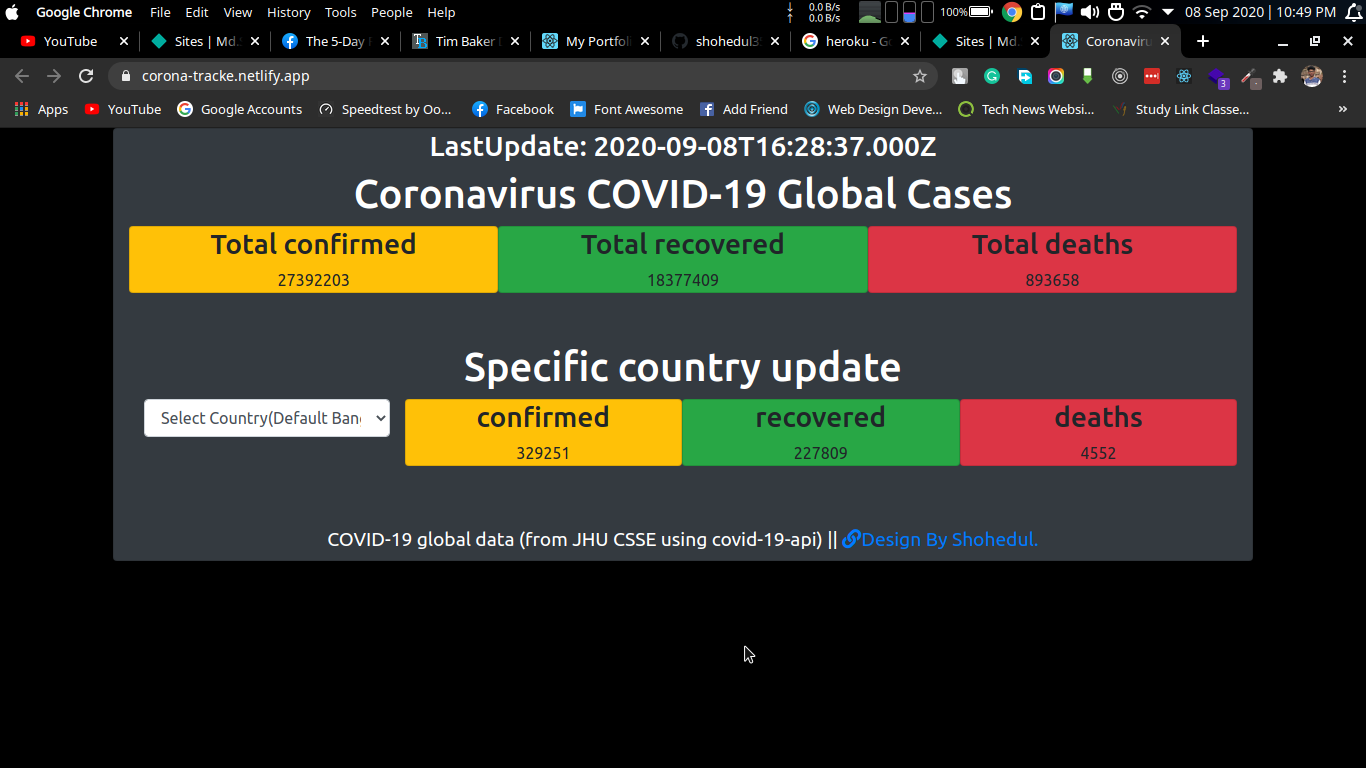 Google Chrome File Edit View History Tools People Help 0.0 B/s 0.0 B/s 100% 08 Sep 2020 | 10:49 PM
YouTube Sites | Md. The 5-Day Tim Baker My Portfoli shohedul3 heroku - Go Sites | Md. Coronaviru
corona-tracke.netlify.app 3
Apps YouTube Google Accounts Speedtest by Oo... Facebook Font Awesome Add Friend Web Design Deve... Tech News Websi... Study Link Classe... »
LastUpdate: 2020-09-08T16:28:37.000Z
Coronavirus COVID-19 Global Cases
Total confirmed Total recovered Total deaths
27392203 18377409 893658
Specific country update
Select Country(Default Bang confirmed recovered deaths
329251 227809 4552
COVID-19 global data (from JHU CSSE using covid-19-api) || Design By Shohedul.